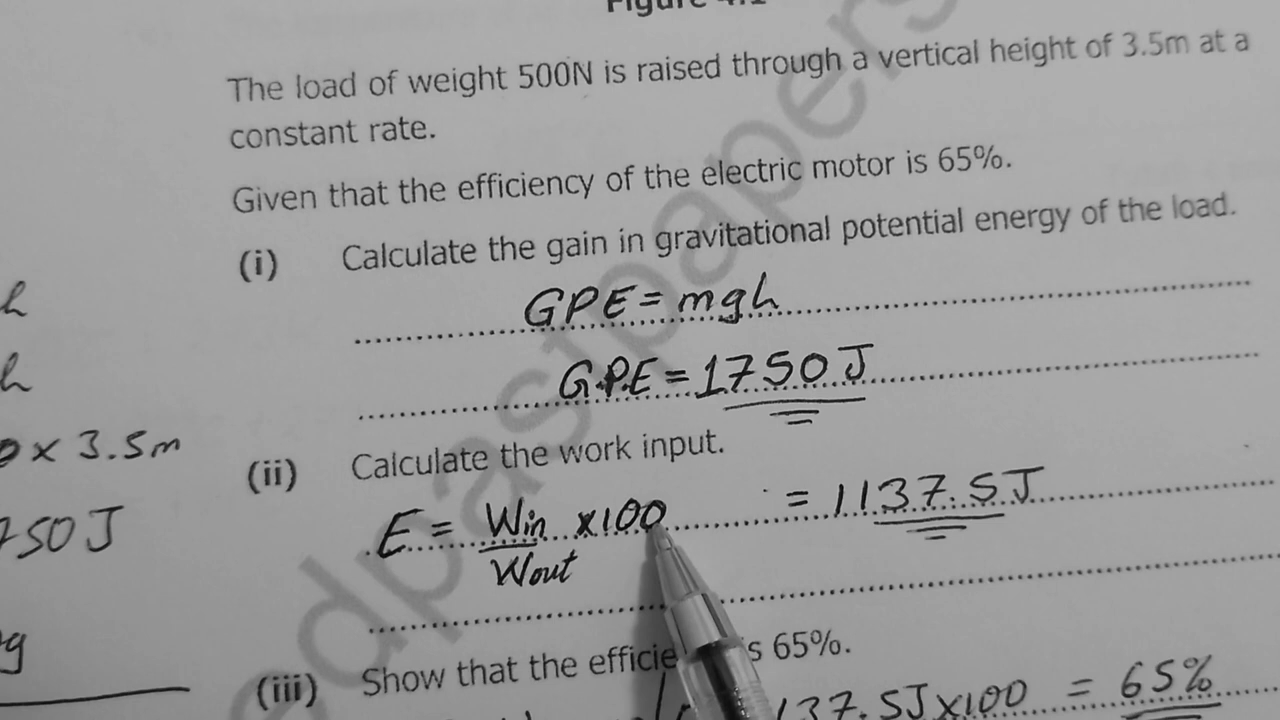 The load of weight 500N is raised through a vertical height of 3.5m at a
constant rate.
Given that the efficiency of the electric motor is 65%.
(i) Calculate the gain in gravitational potential energy of the load.
h
GPE = mgh
h
G.P.E = 1750 J
x 3.5m
(ii) Calculate the work input.
750 J
E = Win x100 = 1137.5J
Wout
g
(iii) Show that the is 65%.
137.5J x100 = 65%